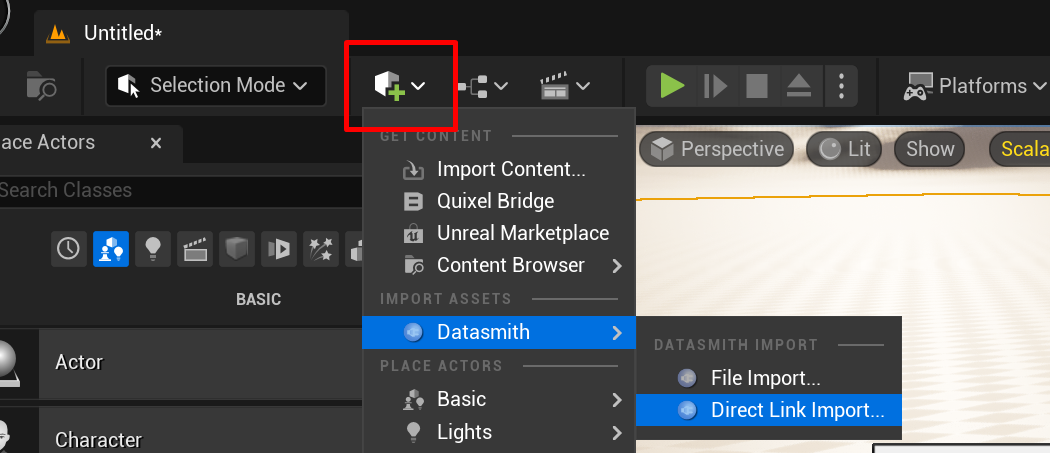 Untitled*
Selection Mode
Platforms
ace Actors
Search Classes
BASIC
Actor
Character
GET CONTENT
Import Content...
Quixel Bridge
Unreal Marketplace
Content Browser
IMPORT ASSETS
Datasmith
PLACE ACTORS
Basic
Lights
DATASMITH IMPORT
File Import...
Direct Link Import...
Perspective
Lit
Show
Scala